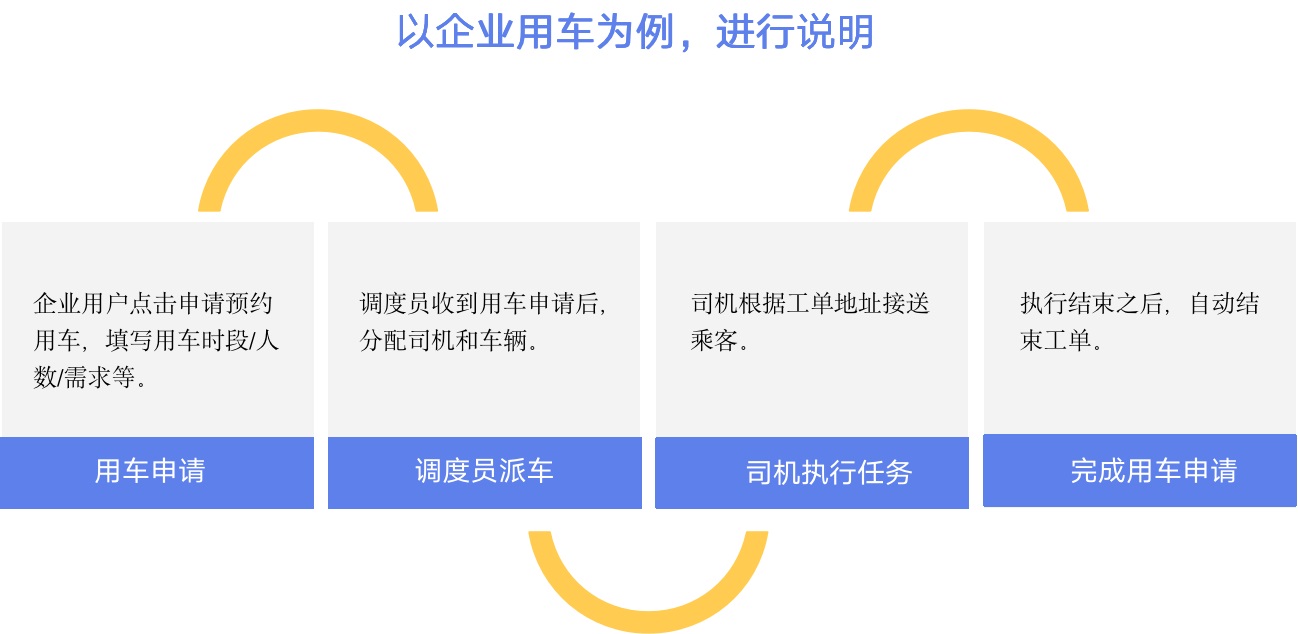 以企业用车为例，进行说明
企业用户点击申请预约
用车，填写用车时段/人
数/需求等。
用车申请
调度员收到用车申请后，
分配司机和车辆。
调度员派车
司机根据工单地址接送
乘客。
司机执行任务
执行结束之后，自动结
束工单。
完成用车申请